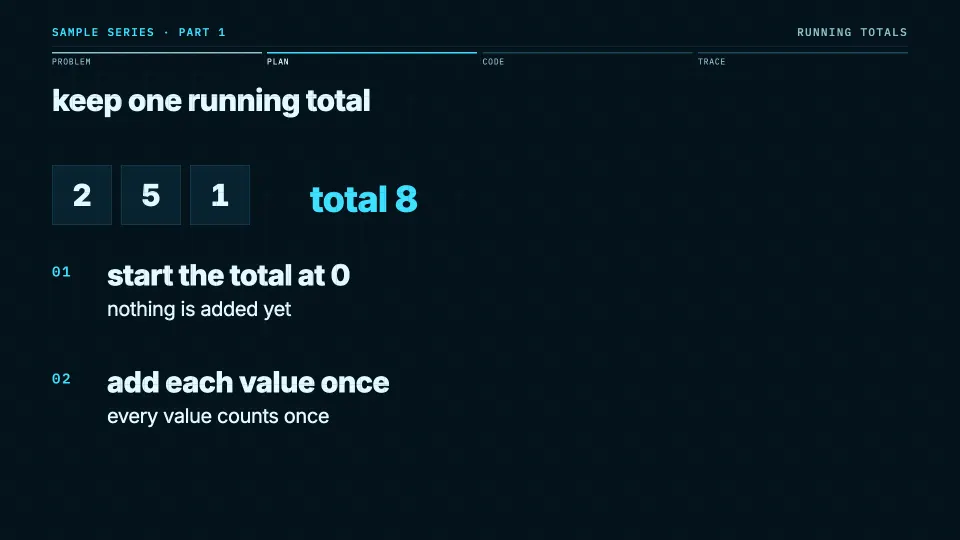 SAMPLE SERIES · PART 1
RUNNING TOTALS
PROBLEM
PLAN
CODE
TRACE
keep one running total
2 5 1
total 8
01
start the total at 0
nothing is added yet
02
add each value once
every value counts once